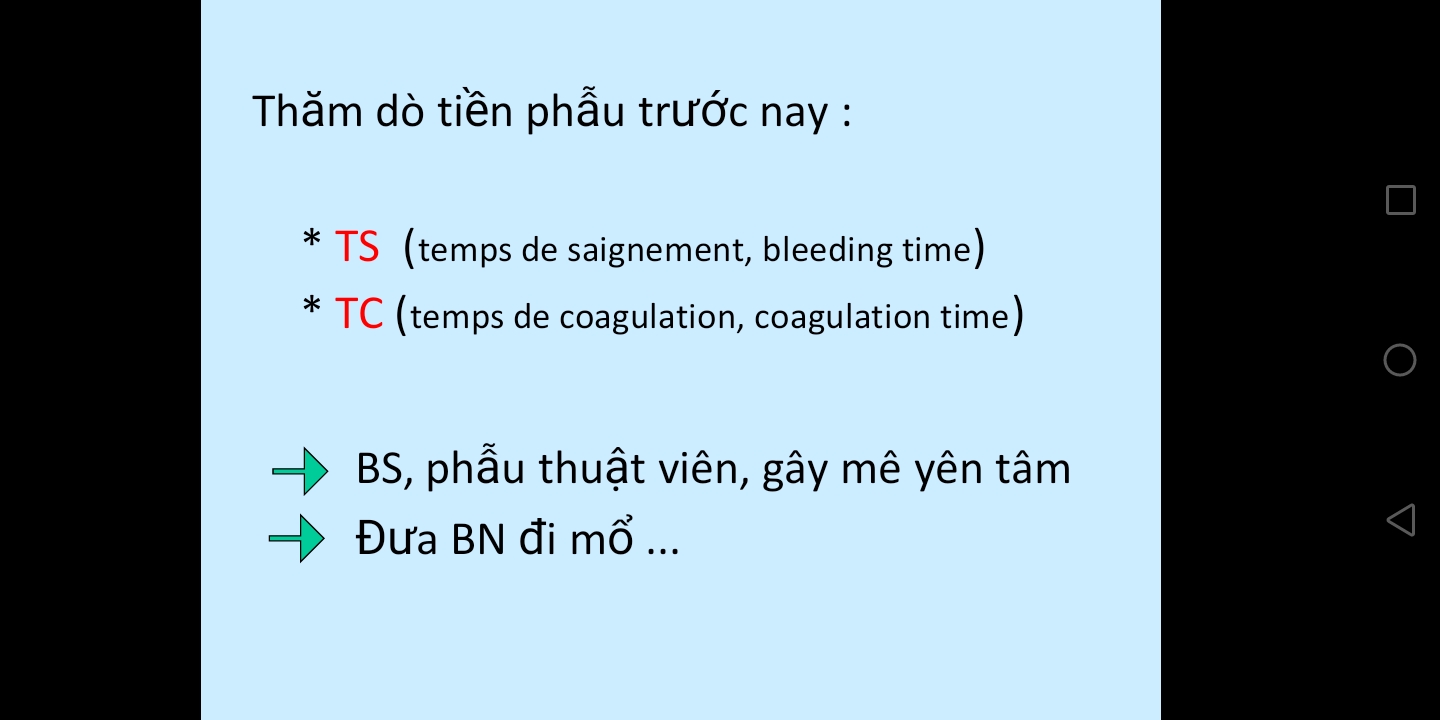 Thăm dò tiền phẫu trước nay :
* TS (temps de saignement, bleeding time)
* TC (temps de coagulation, coagulation time)
BS, phẫu thuật viên, gây mê yên tâm
Đưa BN đi mổ ...